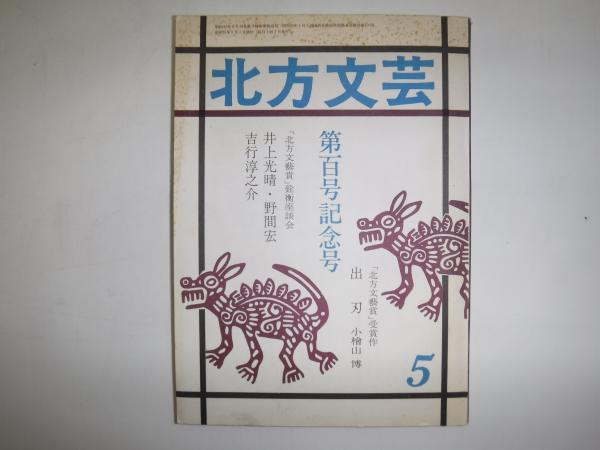 北方文芸
第百号記念号
「北方文藝賞」銓衡座談会
井上光晴・野間宏
吉行淳之介
「北方文藝賞」受賞作
出刃 小檜山博
5